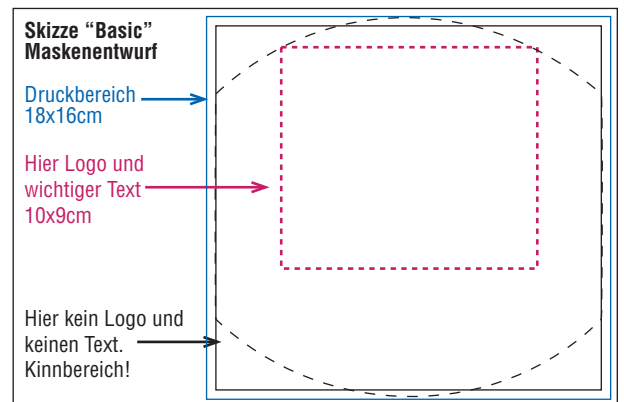 Skizze “Basic”
Maskenentwurf
Druckbereich
18x16cm
Hier Logo und
wichtiger Text
10x9cm
Hier kein Logo und
keinen Text.
Kinnbereich!